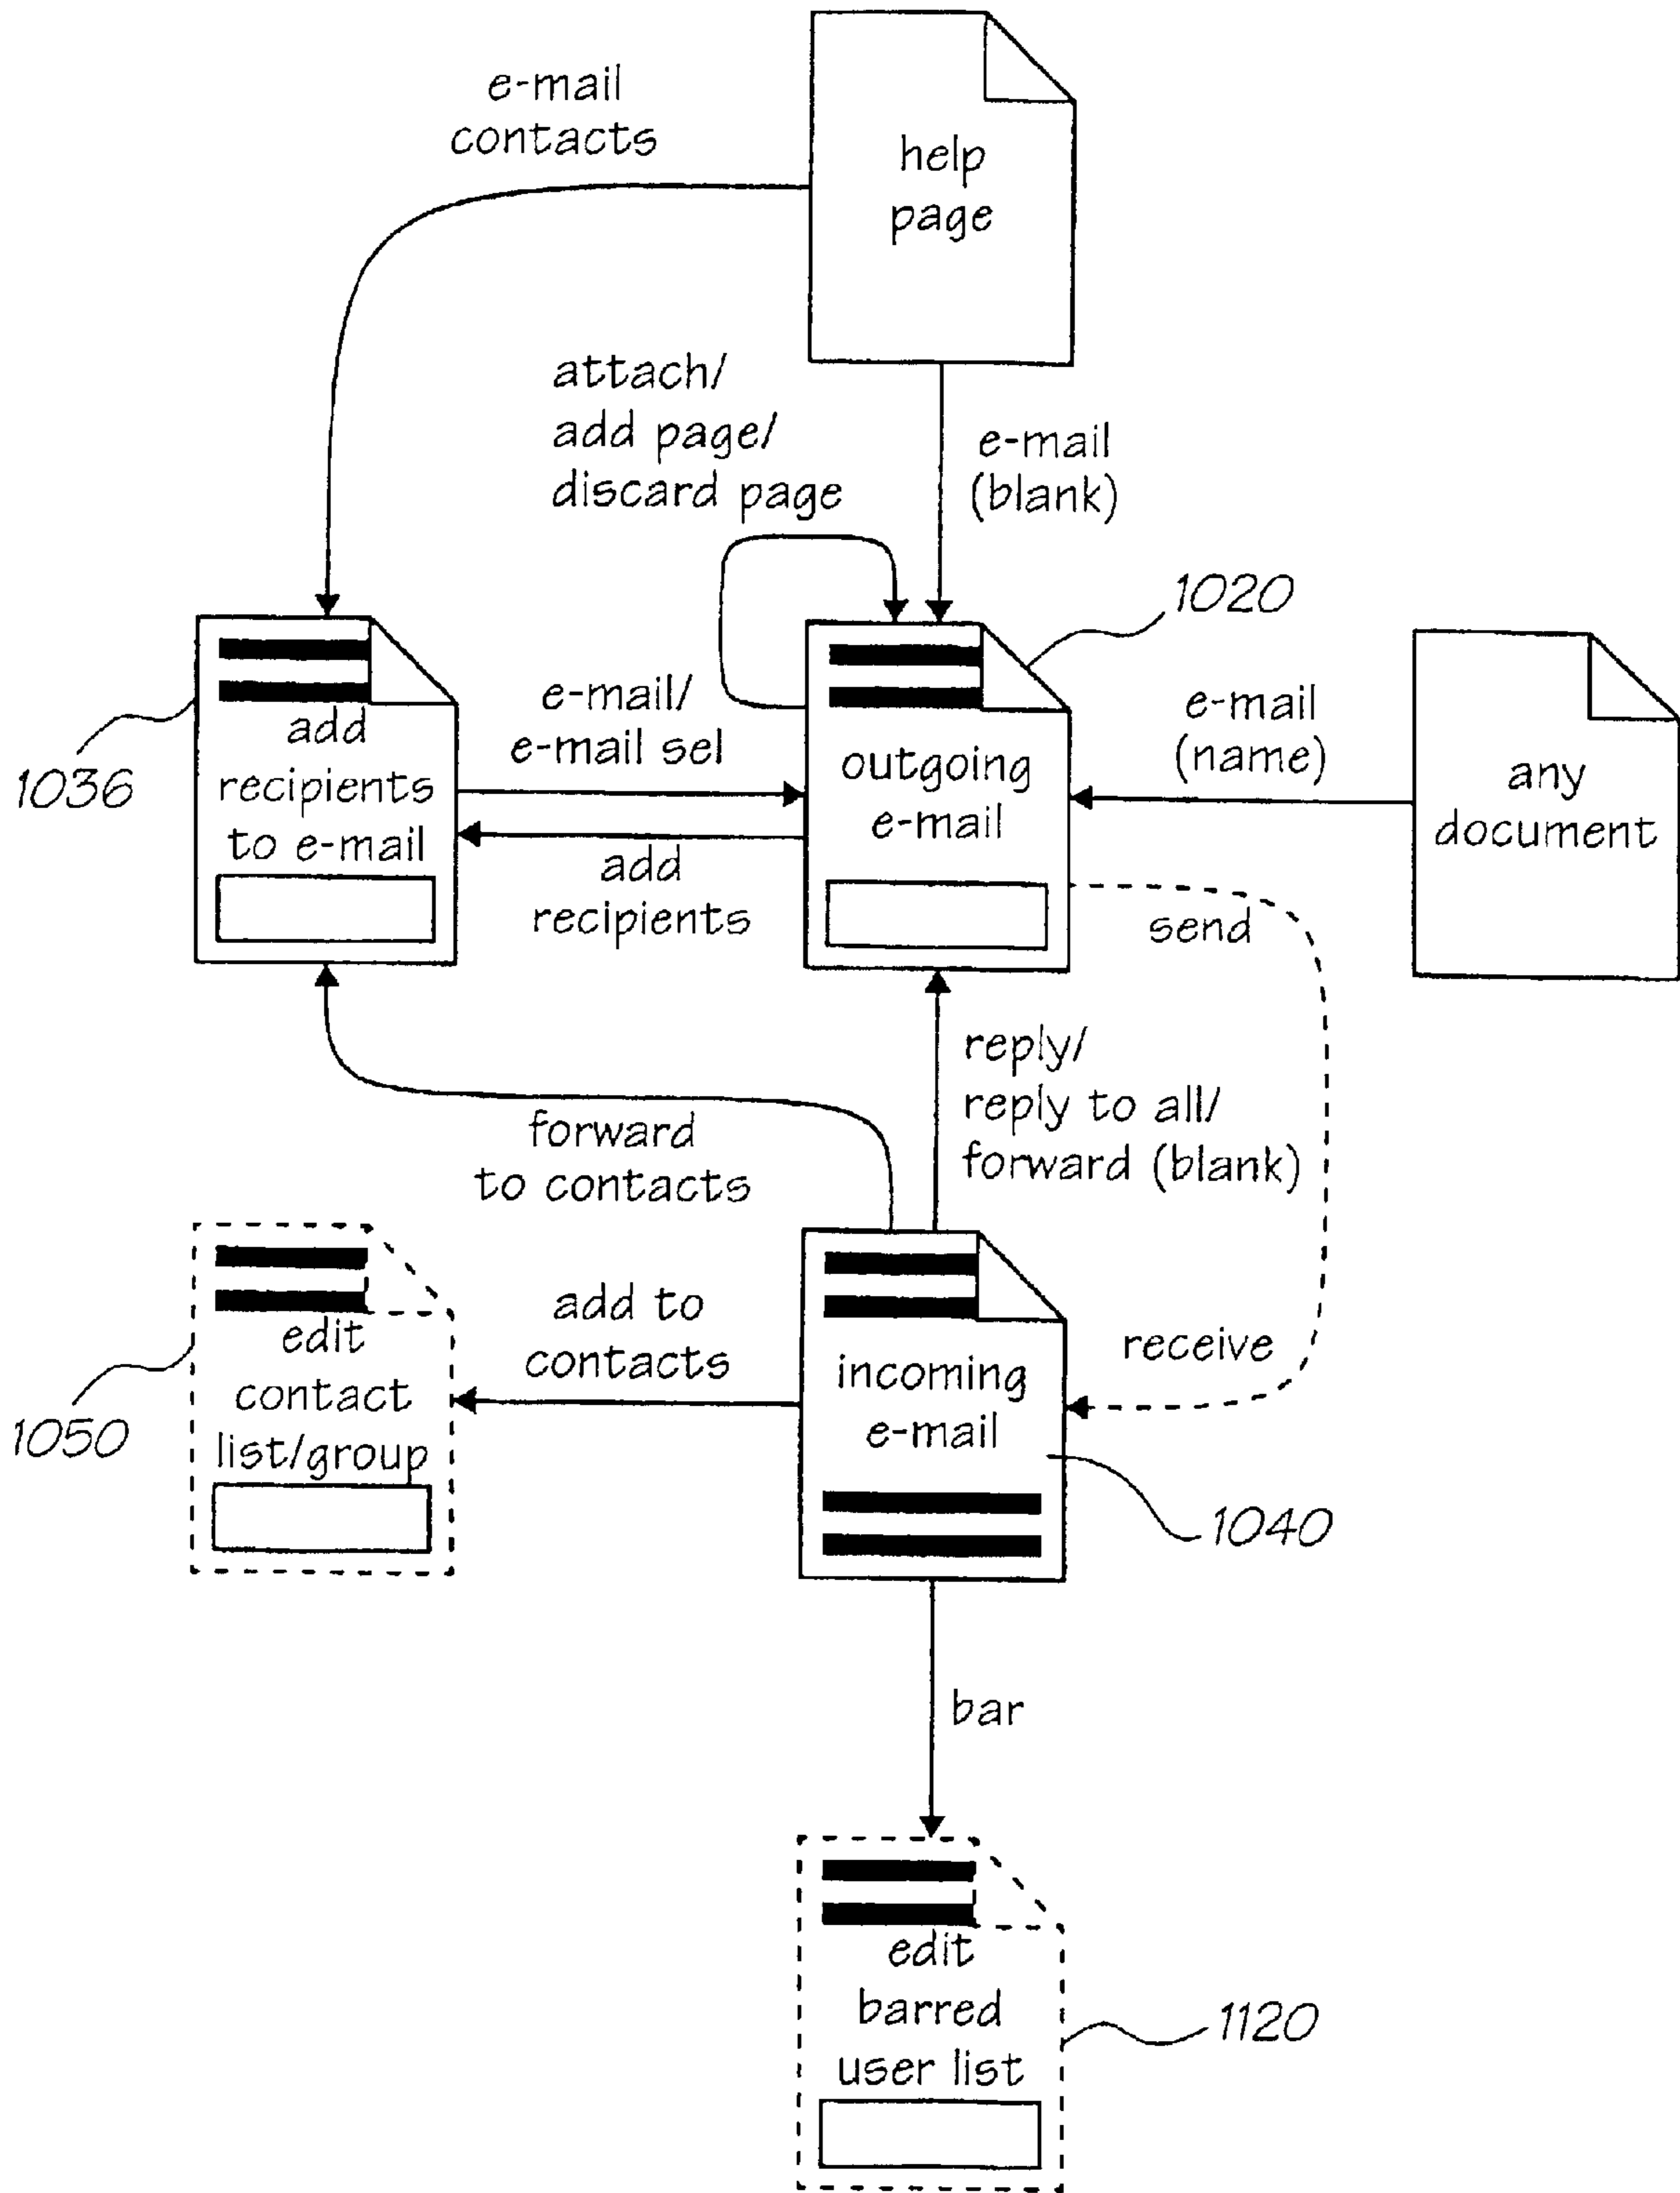 e-mail
contacts
help
page
attach/
add page/
discard page
e-mail
(blank)
1020
1036
add
recipients
to e-mail
e-mail/
e-mail sel
add
recipients
outgoing
e-mail
e-mail
(name)
any
document
send
reply/
reply to all/
forward (blank)
forward
to contacts
1050
edit
contact
list/group
add to
contacts
incoming
e-mail
receive
1040
bar
edit
barred
user list
1120